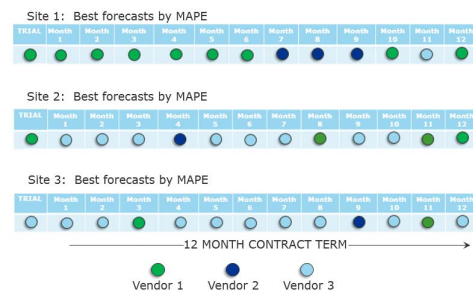 Site 1: Best forecasts by MAPE
TRIAL Month 1 Month 2 Month 3 Month 4 Month 5 Month 6 Month 7 Month 8 Month 9 Month 10 Month 11 Month 12
Site 2: Best forecasts by MAPE
TRIAL Month 1 Month 2 Month 3 Month 4 Month 5 Month 6 Month 7 Month 8 Month 9 Month 10 Month 11 Month 12
Site 3: Best forecasts by MAPE
TRIAL Month 1 Month 2 Month 3 Month 4 Month 5 Month 6 Month 7 Month 8 Month 9 Month 10 Month 11 Month 12
12 MONTH CONTRACT TERM
Vendor 1 Vendor 2 Vendor 3